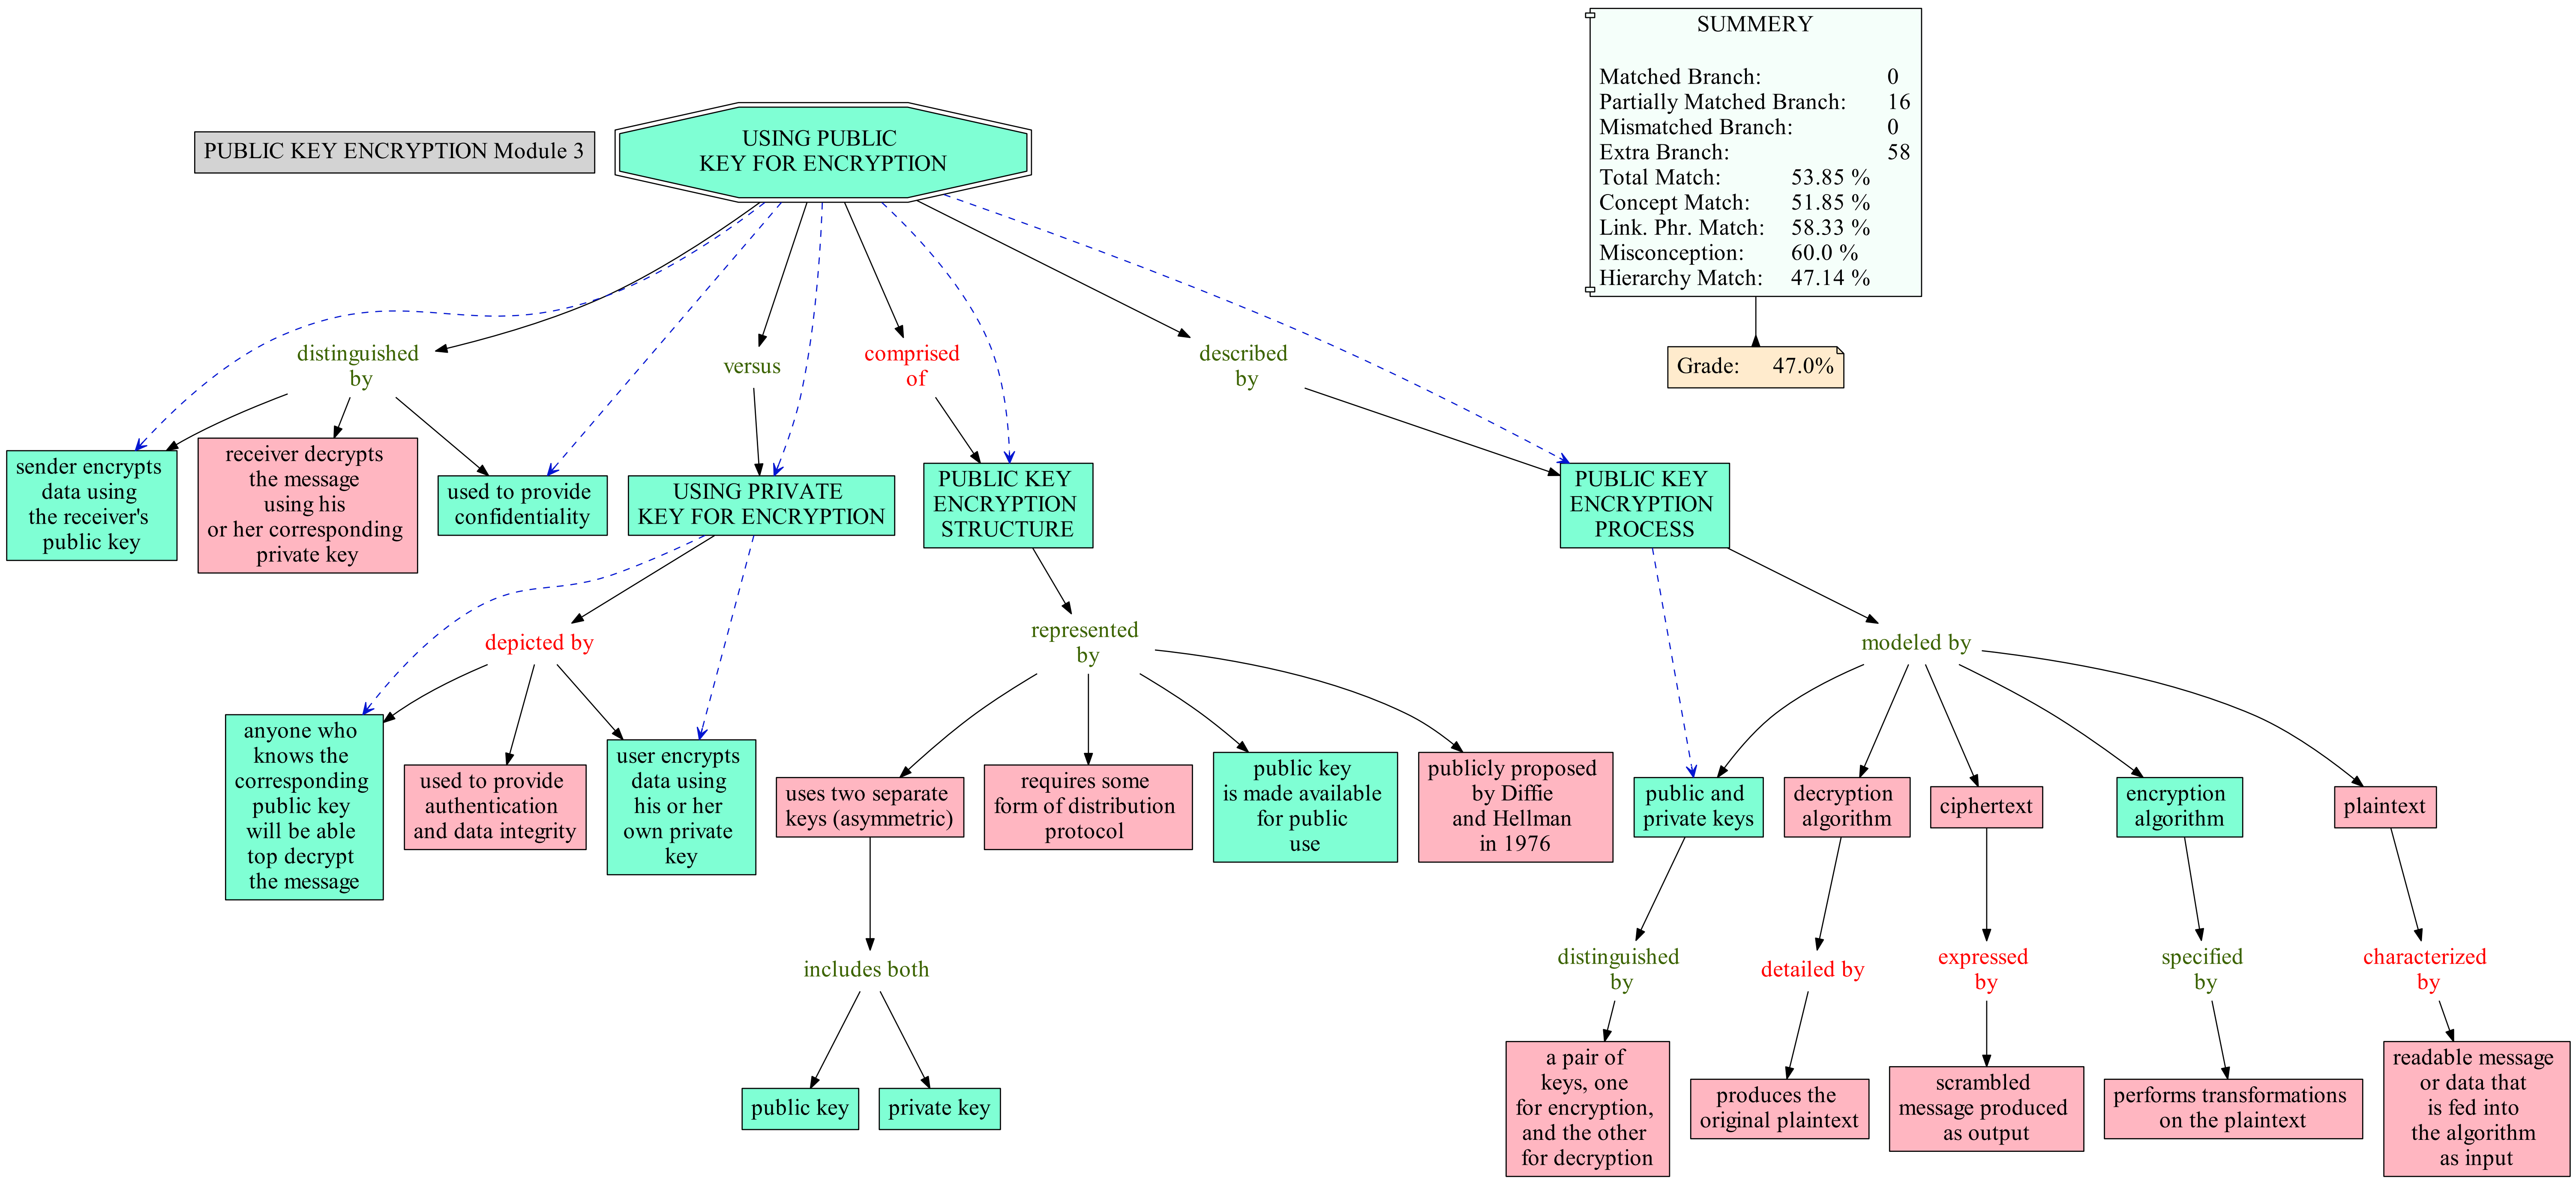 SUMMERY
Matched Branch: 0
Partially Matched Branch: 16
Mismatched Branch: 0
Extra Branch: 58
Total Match: 53.85 %
Concept Match: 51.85 %
Link. Phr. Match: 58.33 %
Misconception: 60.0 %
Hierarchy Match: 47.14 %
Grade: 47.0%
PUBLIC KEY ENCRYPTION Module 3
USING PUBLIC
KEY FOR ENCRYPTION
distinguished
by
versus
comprised
of
described
by
sender encrypts
data using
the receiver's
public key
receiver decrypts
the message
using his
or her corresponding
private key
used to provide
confidentiality
USING PRIVATE
KEY FOR ENCRYPTION
PUBLIC KEY
ENCRYPTION
STRUCTURE
PUBLIC KEY
ENCRYPTION
PROCESS
depicted by
represented
by
modeled by
anyone who
knows the
corresponding
public key
will be able
top decrypt
the message
used to provide
authentication
and data integrity
user encrypts
data using
his or her
own private
key
uses two separate
keys (asymmetric)
requires some
form of distribution
protocol
public key
is made available
for public
use
publicly proposed
by Diffie
and Hellman
in 1976
public and
private keys
decryption
algorithm
ciphertext
encryption
algorithm
plaintext
includes both
distinguished
by
detailed by
expressed
by
specified
by
characterized
by
public key
private key
a pair of
keys, one
for encryption,
and the other
for decryption
produces the
original plaintext
scrambled
message produced
as output
performs transformations
on the plaintext
readable message
or data that
is fed into
the algorithm
as input